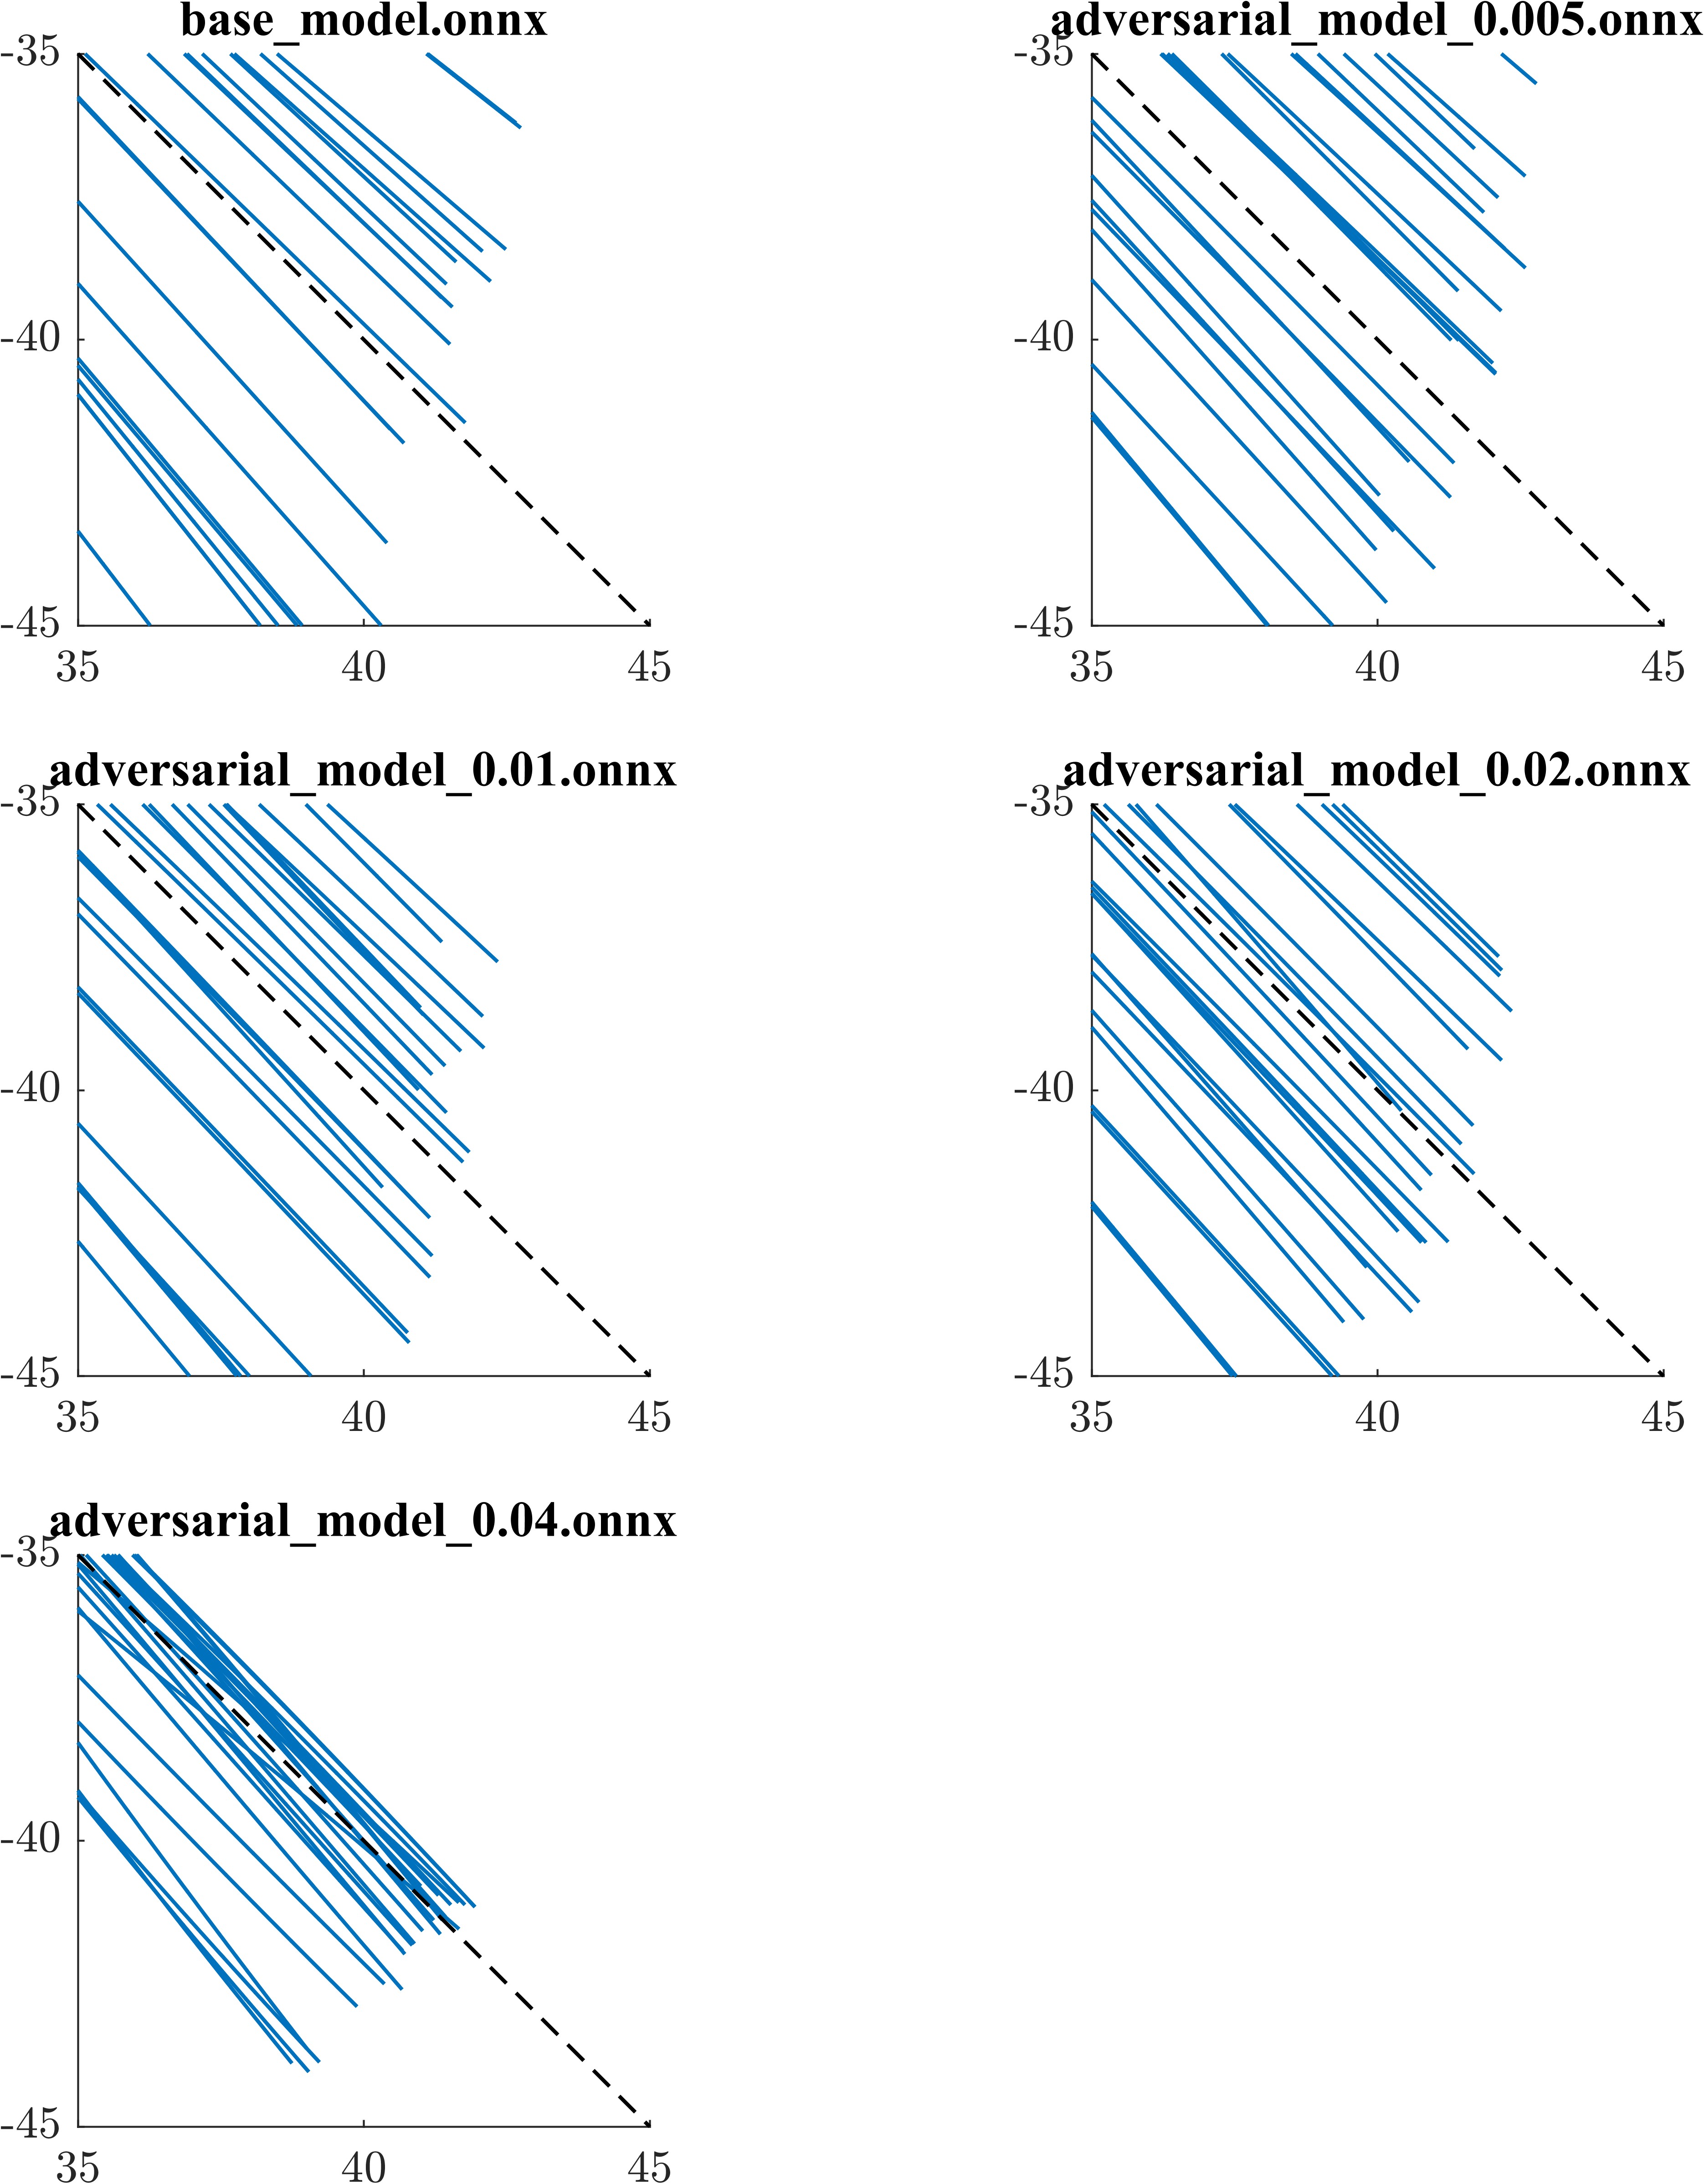 base_model.onnx
-35
-40
-45
35 40 45
adversarial_model_0.005.onnx
-35
-40
-45
35 40 45
adversarial_model_0.01.onnx
-35
-40
-45
35 40 45
adversarial_model_0.02.onnx
-35
-40
-45
35 40 45
adversarial_model_0.04.onnx
-35
-40
-45
35 40 45